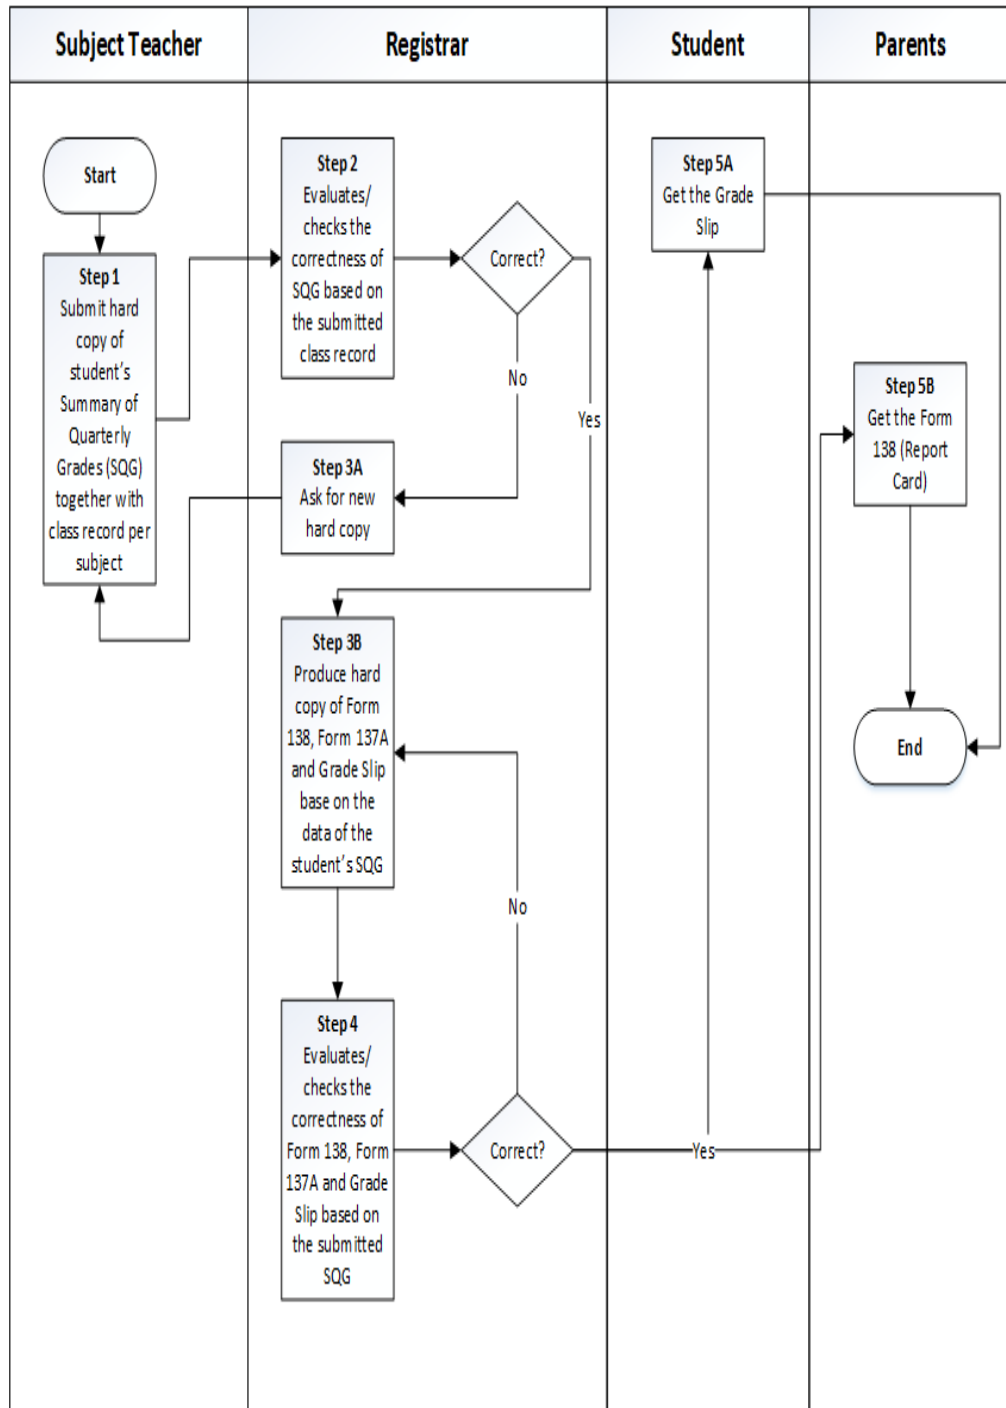 Subject Teacher
Registrar
Student
Parents
Start
Step 1
Submit hard
copy of
student's
Summary of
Quarterly
Grades (SQG)
together with
class record per
subject
Step 2
Evaluates/
checks the
correctness of
SQG based on
the submitted
class record
Correct?
No
Yes
Step 3A
Ask for new
hard copy
Step 3B
Produce hard
copy of Form
138, Form 137A
and Grade Slip
base on the
data of the
student's SQG
No
Step 4
Evaluates/
checks the
correctness of
Form 138, Form
137A and Grade
Slip based on
the submitted
SQG
Correct?
Yes
Step 5A
Get the Grade
Slip
Step 5B
Get the Form
138 (Report
Card)
End